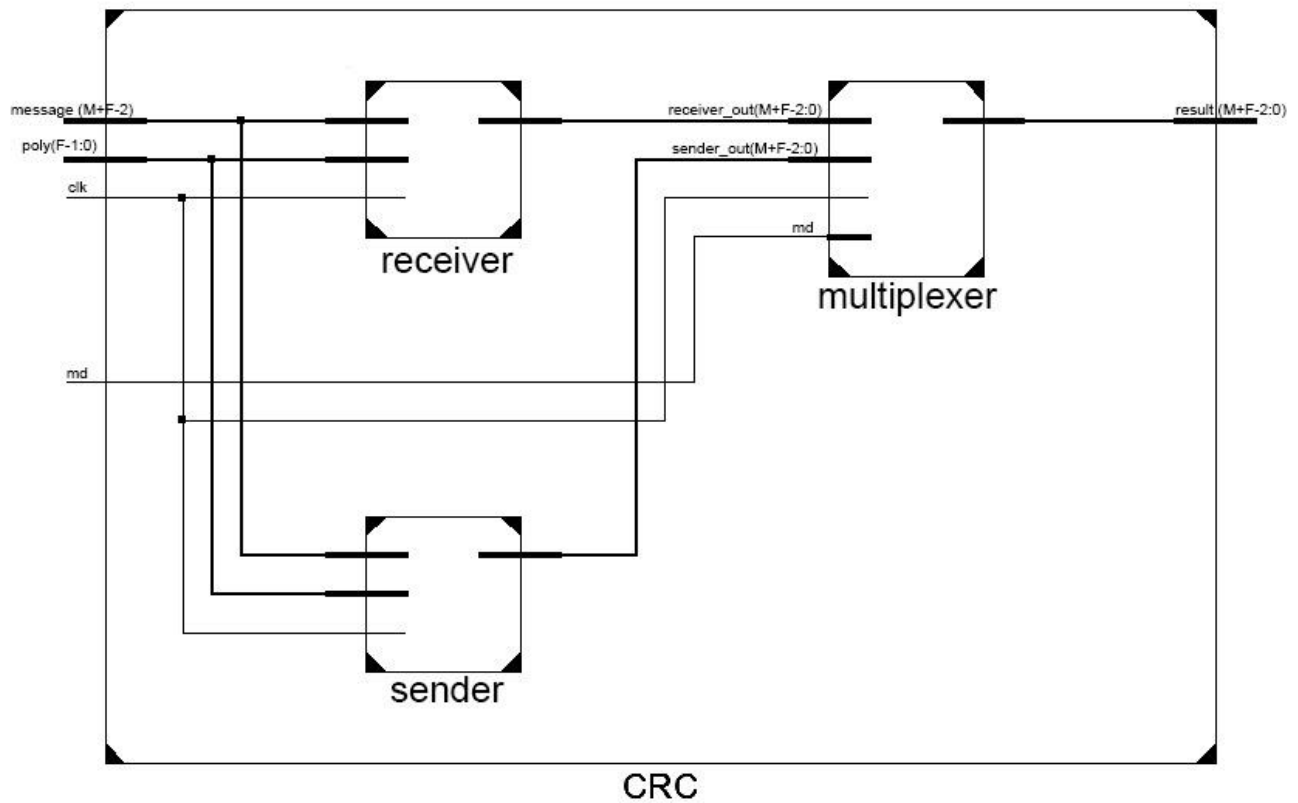 message (M+F-2)
receiver_out(M+F-2:0)
result (M+F-2:0)
poly(F-1:0)
sender_out(M+F-2:0)
clk
md
receiver
multiplexer
md
sender
CRC